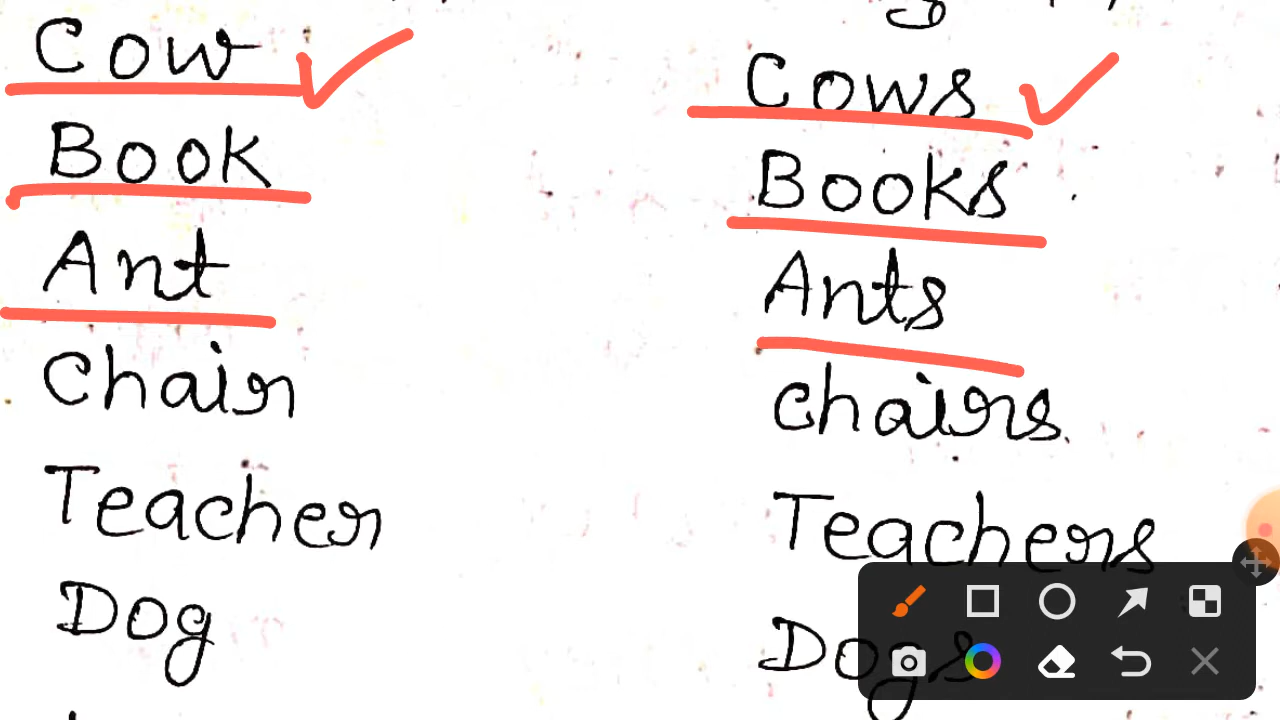 Cow Cows
Book Books
Ant Ants
Chair chairs
Teacher Teachers
Dog Dogs